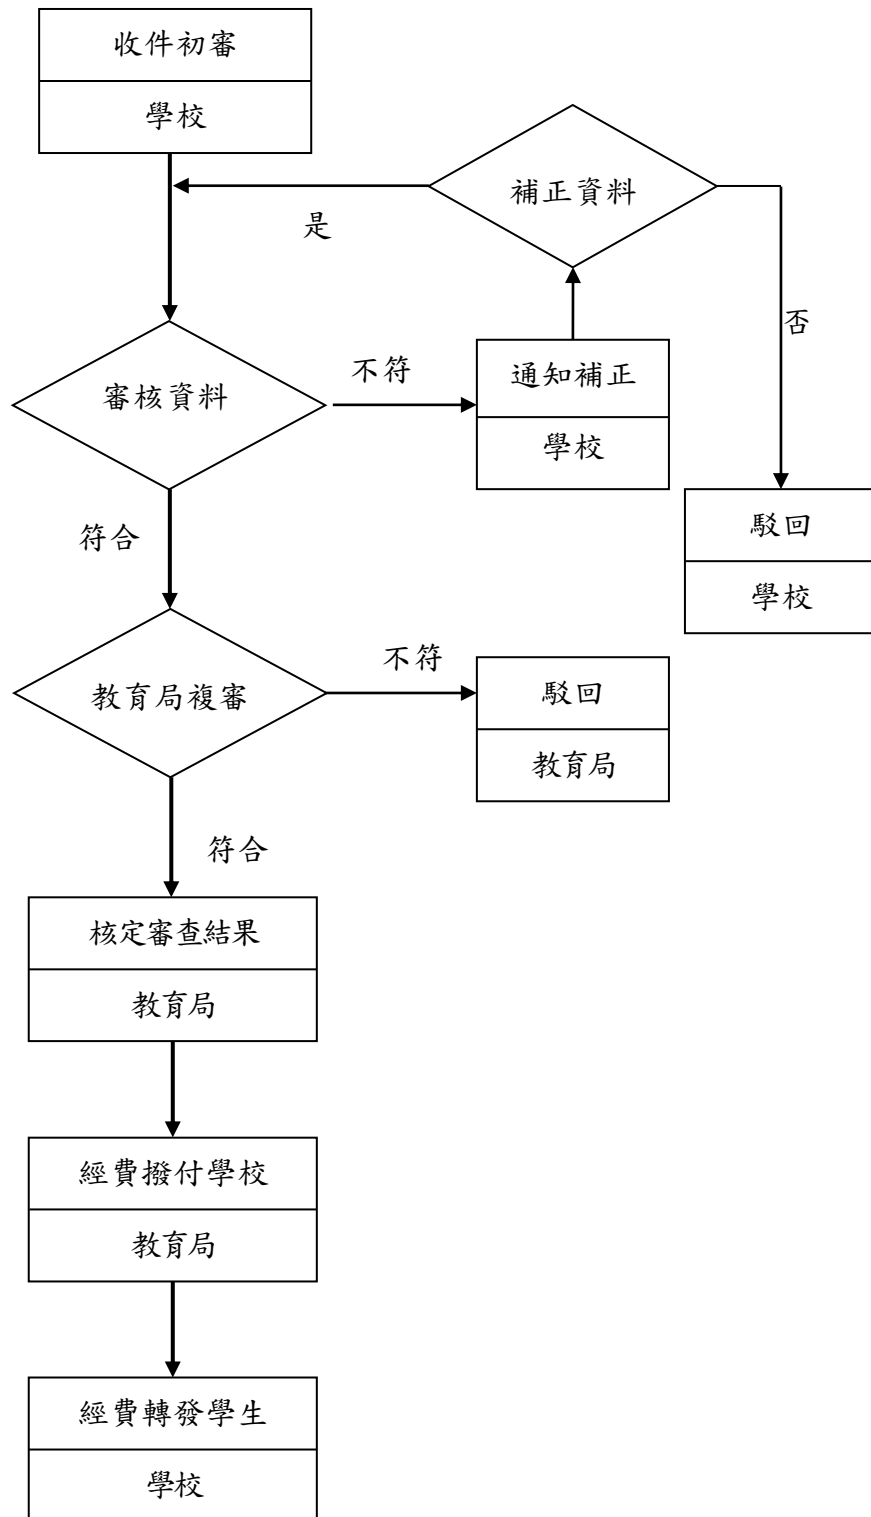 收件初審
學校
補正資料
是
否
審核資料
不符
通知補正
學校
駁回
學校
符合
教育局複審
不符
駁回
教育局
符合
核定審查結果
教育局
經費撥付學校
教育局
經費轉發學生
學校